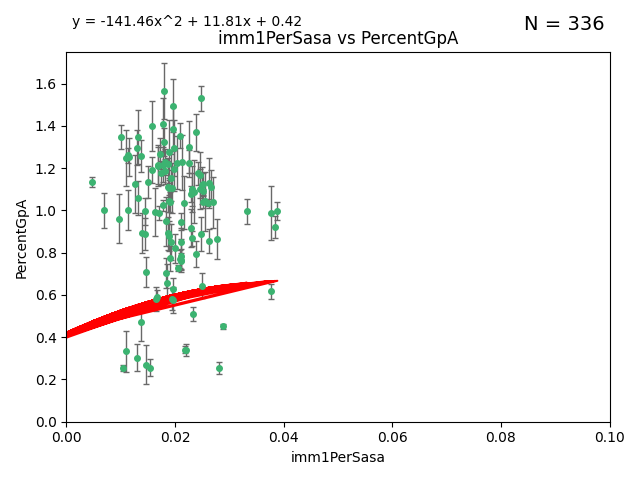 y = -141.46x^2 + 11.81x + 0.42
N = 336
imm1PerSasa vs PercentGpA
PercentGpA
1.6
1.4
1.2
1.0
0.8
0.6
0.4
0.2
0.0
0.00 0.02 0.04 0.06 0.08 0.10
imm1PerSasa